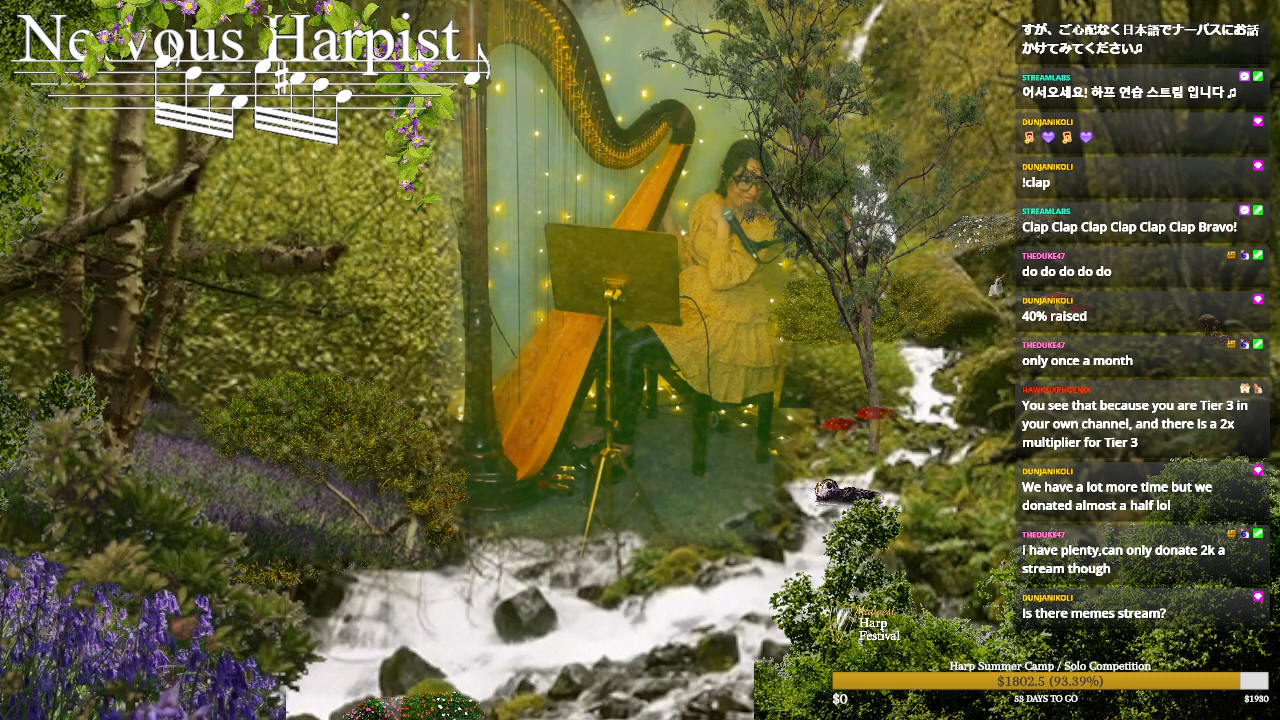 Nervous Harpist
すが、ご心配なく日本語でナーバスにお話
かけてみてください♫
STREAMLABS
어서오세요! 하프 연습 스트림 입니다 ♫
DUNJANIKOLI
🎵 💜 🎵 💜
DUNJANIKOLI
!clap
STREAMLABS
Clap Clap Clap Clap Clap Clap Bravo!
THEDUKE47
do do do do do
DUNJANIKOLI
40% raised
THEDUKE47
only once a month
HAWKSIXPHOENIX
You see that because you are Tier 3 in
your own channel, and there is a 2x
multiplier for Tier 3
DUNJANIKOLI
We have a lot more time but we
donated almost a half lol
THEDUKE47
i have plenty,can only donate 2k a
stream though
DUNJANIKOLI
Is there memes stream?
Harp
Festival
Harp Summer Camp / Solo Competition
$1802.5 (93.39%)
$0
53 DAYS TO GO
$1930